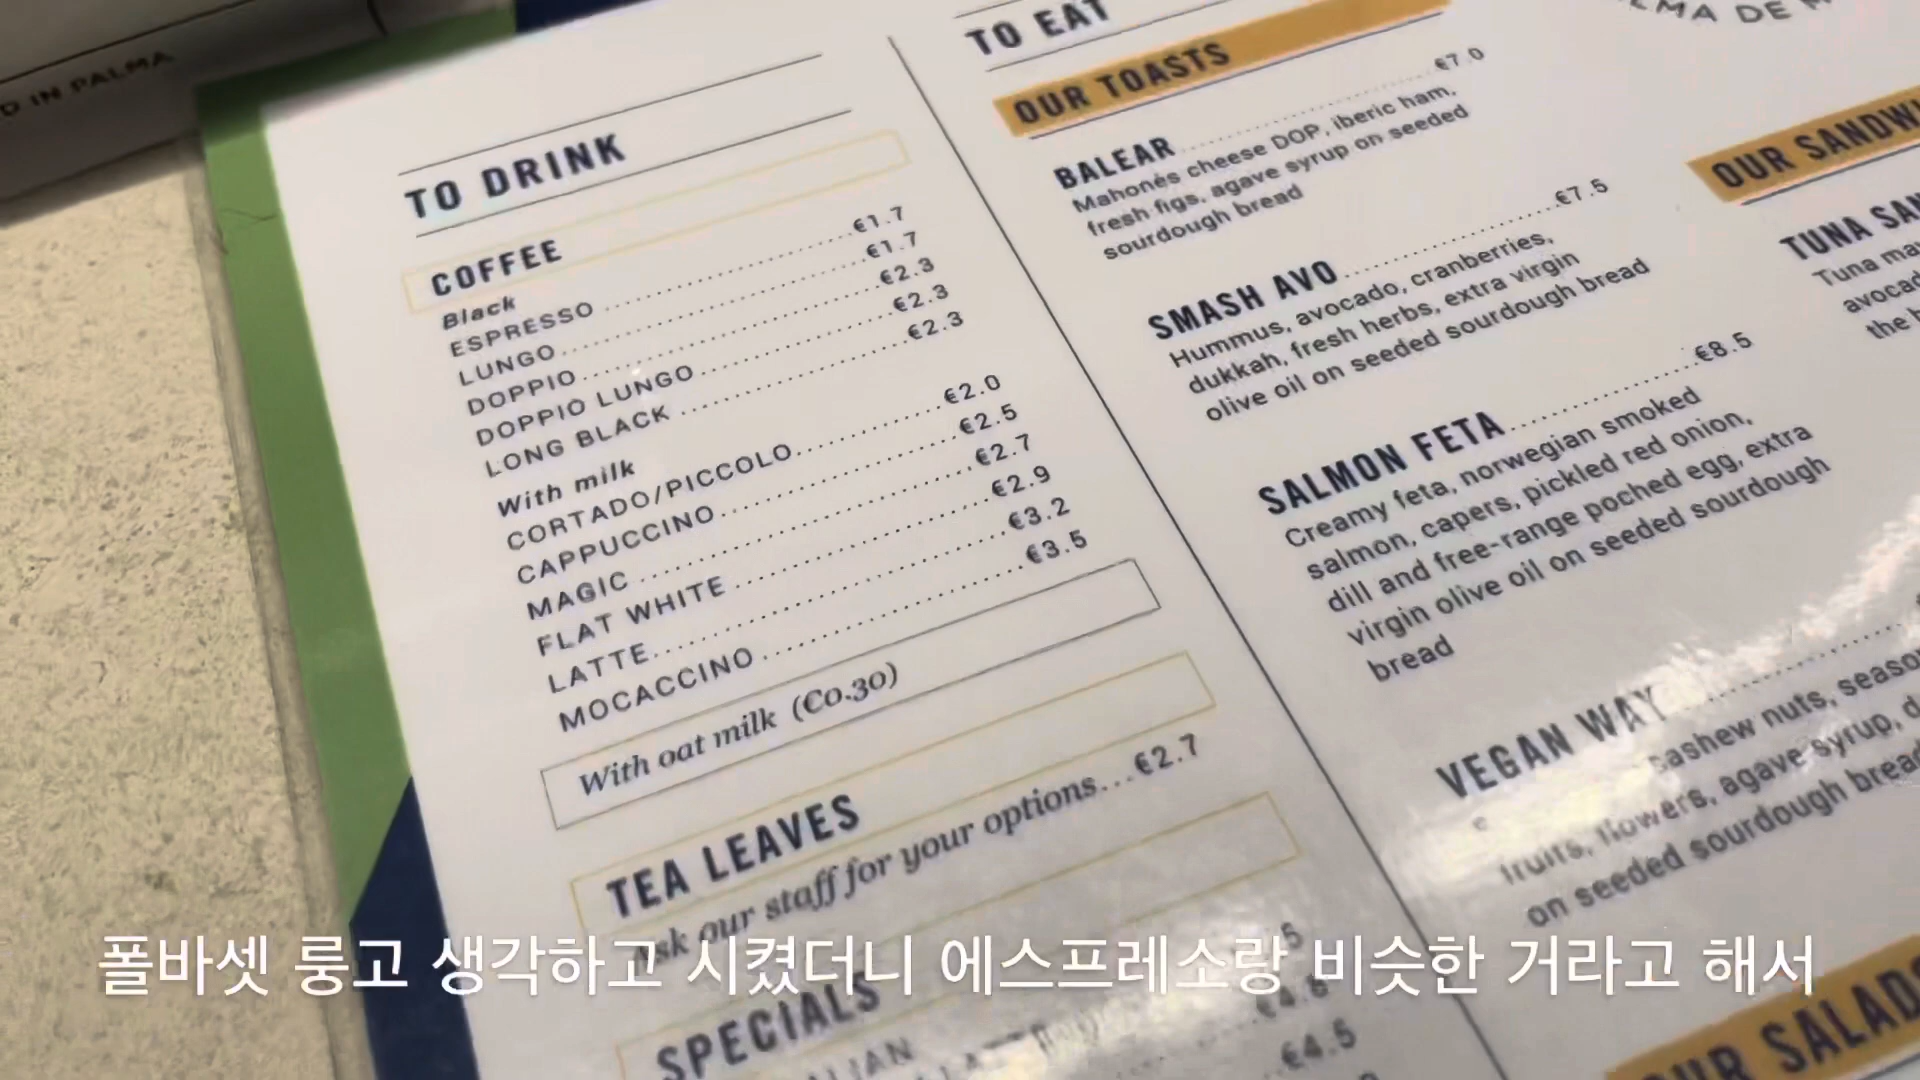 D IN PALMA
TO DRINK
COFFEE
Black
ESPRESSO ........ €1.7
LUNGO ........ €1.7
DOPPIO ........ €2.3
DOPPIO LUNGO ........ €2.3
LONG BLACK ........ €2.3
With milk
CORTADO/PICCOLO ........ €2.0
CAPPUCCINO ........ €2.5
MAGIC ........ €2.7
FLAT WHITE ........ €2.9
LATTE ........ €3.2
MOCACCINO ........ €3.5
With oat milk (€0.30)
TEA LEAVES
Ask our staff for your options...€2.7
SPECIALS
€4.5
TO EAT
OUR TOASTS
BALEAR ........ €7.0
Mahonés cheese DOP, iberic ham,
fresh figs, agave syrup on seeded
sourdough bread
SMASH AVO ........ €7.5
Hummus, avocado, cranberries,
dukkah, fresh herbs, extra virgin
olive oil on seeded sourdough bread
SALMON FETA ........ €8.5
Creamy feta, norwegian smoked
salmon, capers, pickled red onion,
dill and free-range poched egg, extra
virgin olive oil on seeded sourdough
bread
VEGAN WAY
cashew nuts, seaso
fruits, flowers, agave syrup, d
on seeded sourdough bread
LMA DE
OUR SANDWI
TUNA SAN
Tuna ma
avocad
the b
OUR SALADS
폴바셋 룽고 생각하고 시켰더니 에스프레소랑 비슷한 거라고 해서